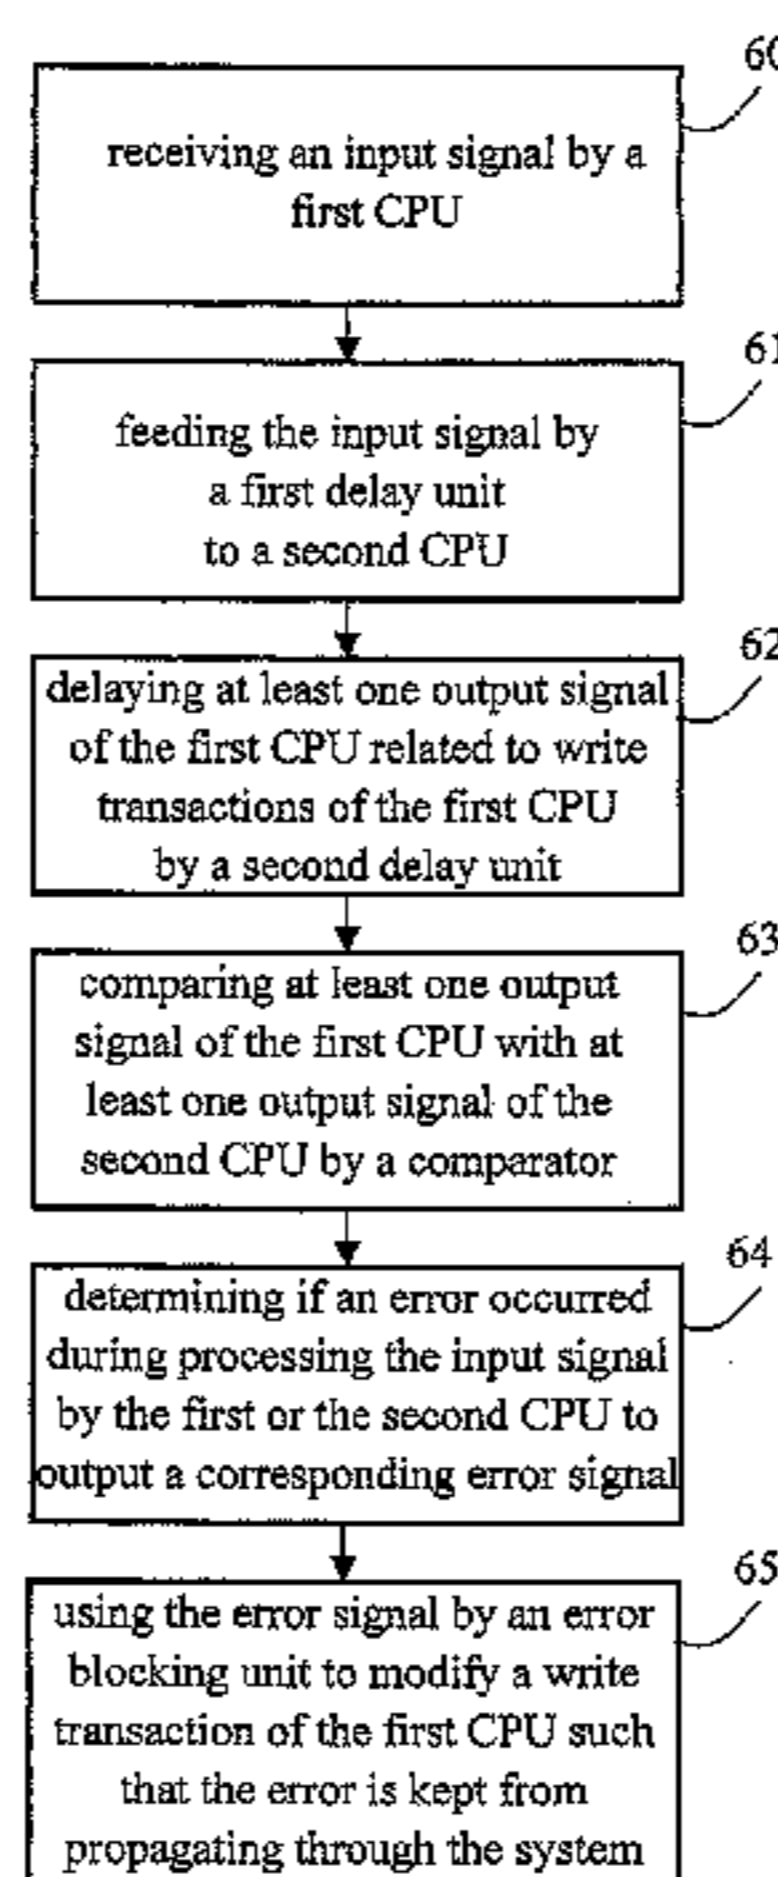 60
receiving an input signal by a
first CPU
61
feeding the input signal by
a first delay unit
to a second CPU
62
delaying at least one output signal
of the first CPU related to write
transactions of the first CPU
by a second delay unit
63
comparing at least one output
signal of the first CPU with at
least one output signal of the
second CPU by a comparator
64
determining if an error occurred
during processing the input signal
by the first or the second CPU to
output a corresponding error signal
65
using the error signal by an error
blocking unit to modify a write
transaction of the first CPU such
that the error is kept from
propagating through the system